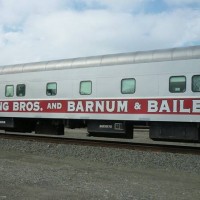 NG BROS. AND BARNUM & BAILE